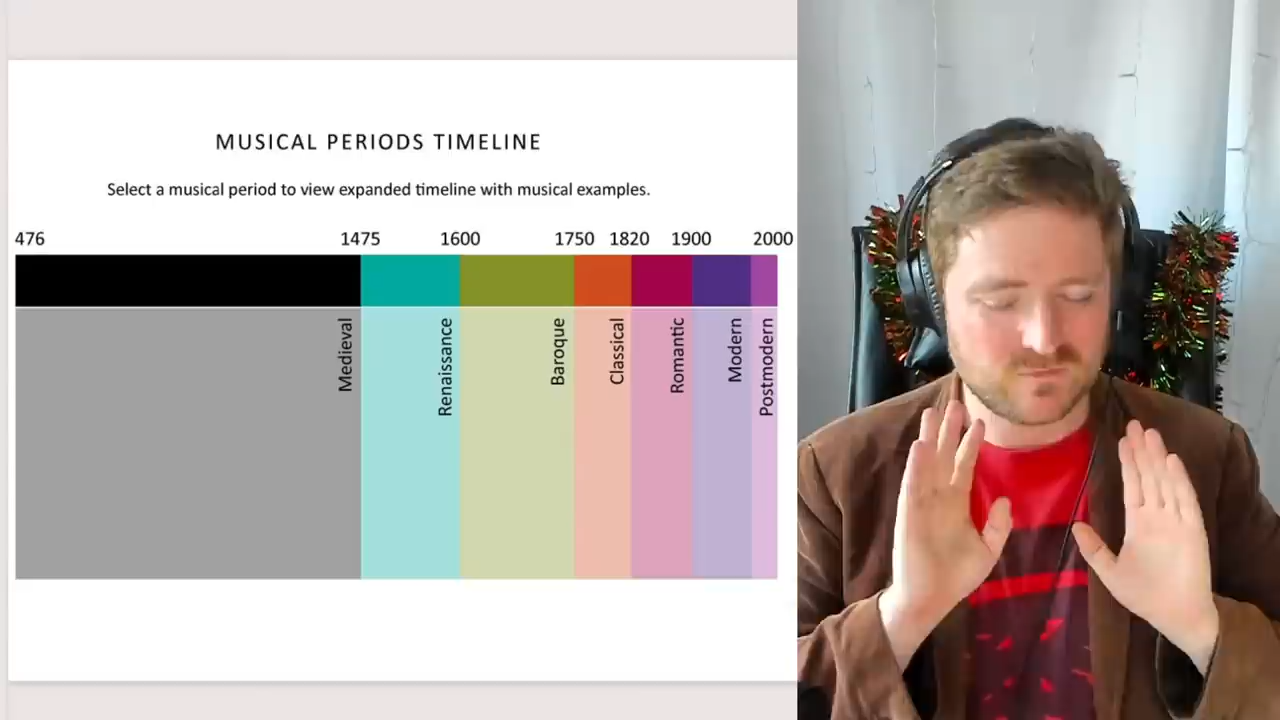 MUSICAL PERIODS TIMELINE
Select a musical period to view expanded timeline with musical examples.
476 1475 1600 1750 1820 1900 2000
Medieval
Renaissance
Baroque
Classical
Romantic
Modern
Postmodern